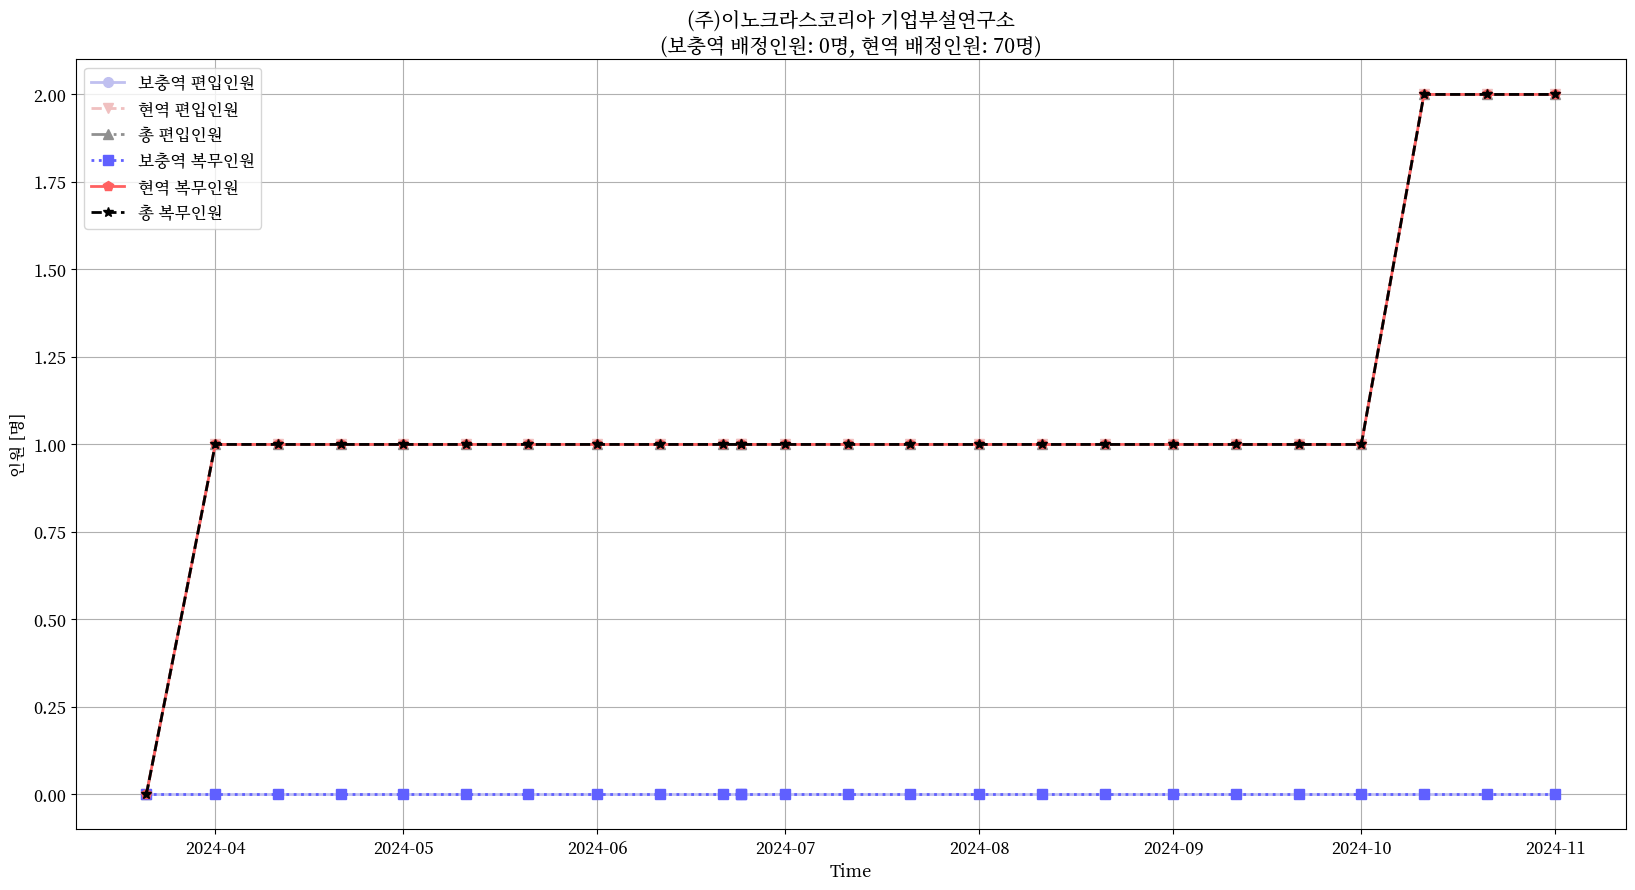 (주)이노크라스코리아 기업부설연구소
(보충역 배정인원: 0명, 현역 배정인원: 70명)
보충역 편입인원
현역 편입인원
총 편입인원
보충역 복무인원
현역 복무인원
총 복무인원
2.00
1.75
1.50
1.25
1.00
0.75
0.50
0.25
0.00
인원 [명]
2024-04 2024-05 2024-06 2024-07 2024-08 2024-09 2024-10 2024-11
Time